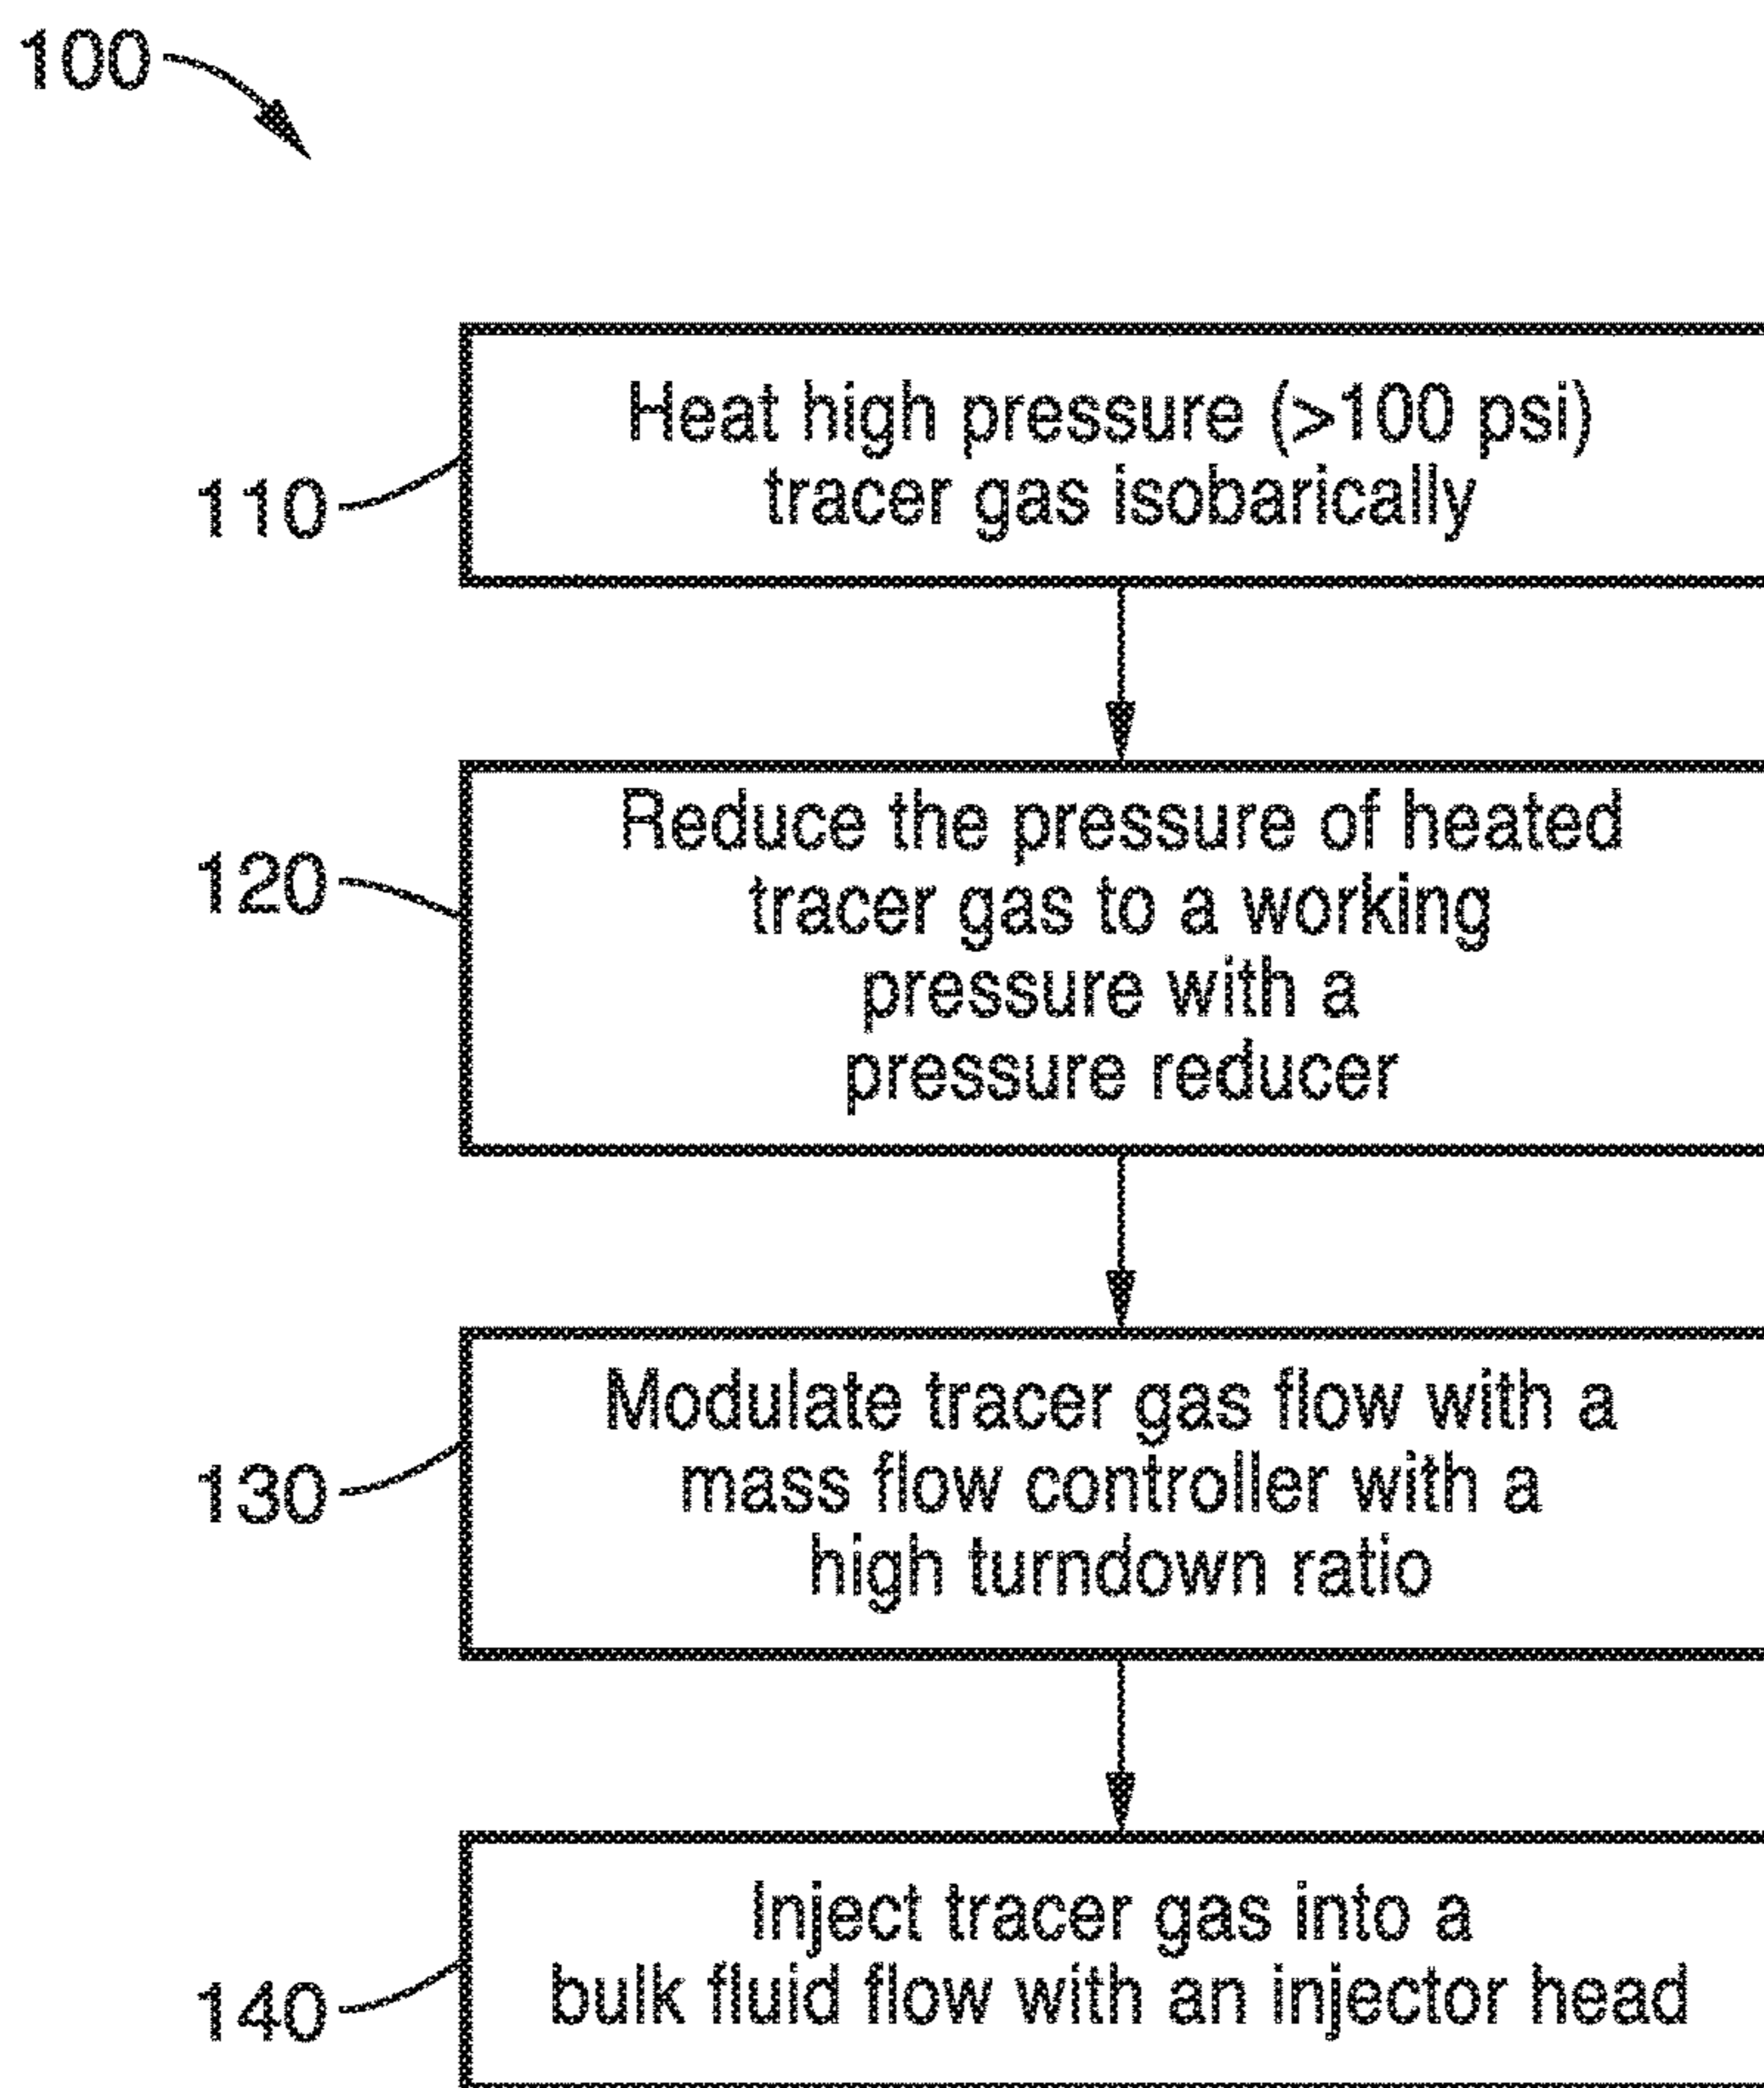 100
Heat high pressure (>100 psi)
tracer gas isobarically
110
Reduce the pressure of heated
tracer gas to a working
pressure with a
pressure reducer
120
Modulate tracer gas flow with a
mass flow controller with a
high turndown ratio
130
Inject tracer gas into a
bulk fluid flow with an injector head
140